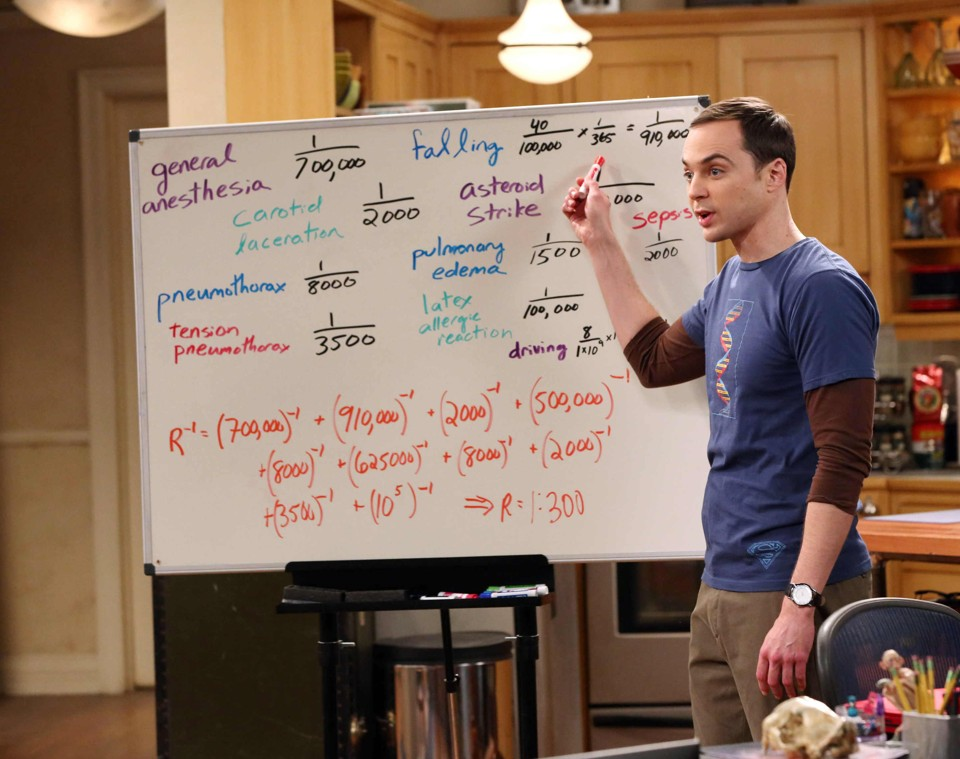 general
anesthesia
1/700,000
carotid
laceration
1/2000
pneumothorax
1/8000
tension
pneumothorax
1/3500
falling
40/100,000 × 1/365 = 1/910,000
asteroid
strike
000
sepsis
1/2000
pulmonary
edema
1/1500
latex
allergic
reaction
1/100,000
driving
R⁻¹ = (700,000)⁻¹ + (910,000)⁻¹ + (2000)⁻¹ + (500,000)⁻¹
+(8000)⁻¹ +(625000)⁻¹ +(8000)⁻¹ +(2000)⁻¹
+(3500)⁻¹ +(10⁵)⁻¹ ⇒ R = 1:300